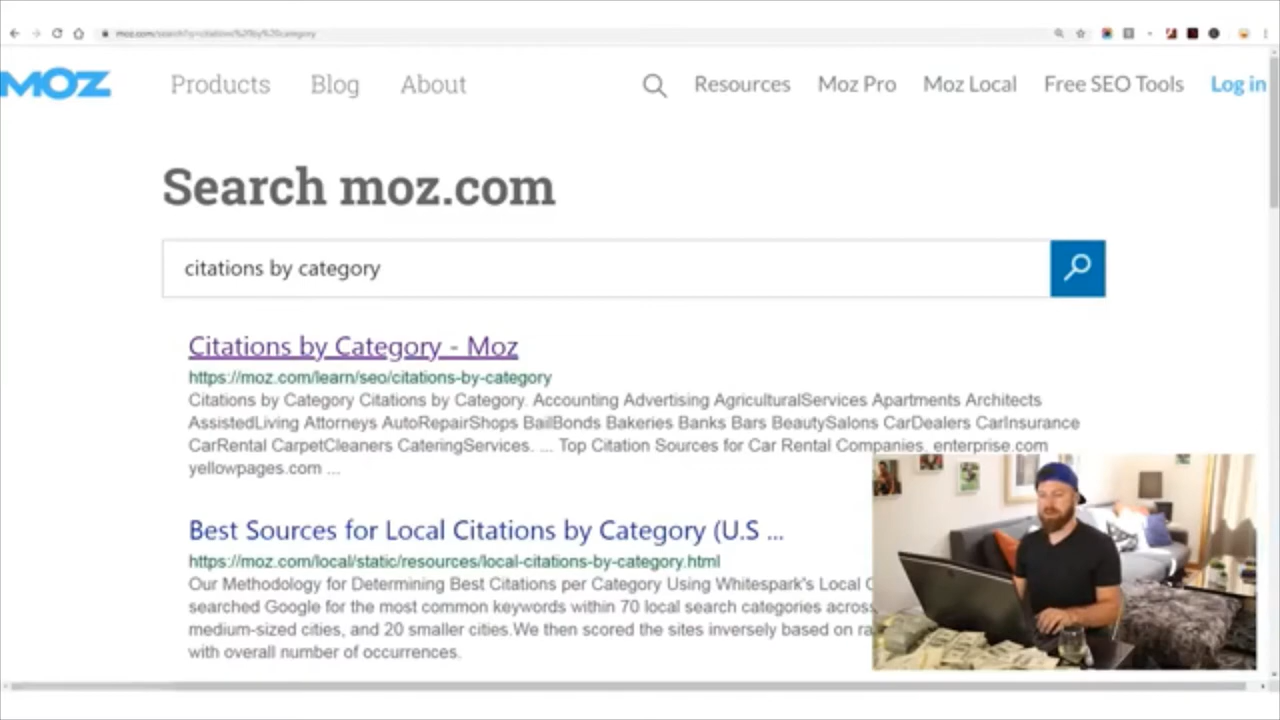 moz.com/search?q=citations%20by%20category
MOZ Products Blog About Resources Moz Pro Moz Local Free SEO Tools Log in
Search moz.com
citations by category
Citations by Category - Moz
https://moz.com/learn/seo/citations-by-category
Citations by Category Citations by Category. Accounting Advertising AgriculturalServices Apartments Architects
AssistedLiving Attorneys AutoRepairShops BailBonds Bakeries Banks Bars BeautySalons CarDealers CarInsurance
CarRental CarpetCleaners CateringServices. ... Top Citation Sources for Car Rental Companies. enterprise.com
yellowpages.com ...
Best Sources for Local Citations by Category (U.S ...
https://moz.com/local/static/resources/local-citations-by-category.html
Our Methodology for Determining Best Citations per Category Using Whitespark's Local
searched Google for the most common keywords within 70 local search categories across
medium-sized cities, and 20 smaller cities.We then scored the sites inversely based on
with overall number of occurrences.